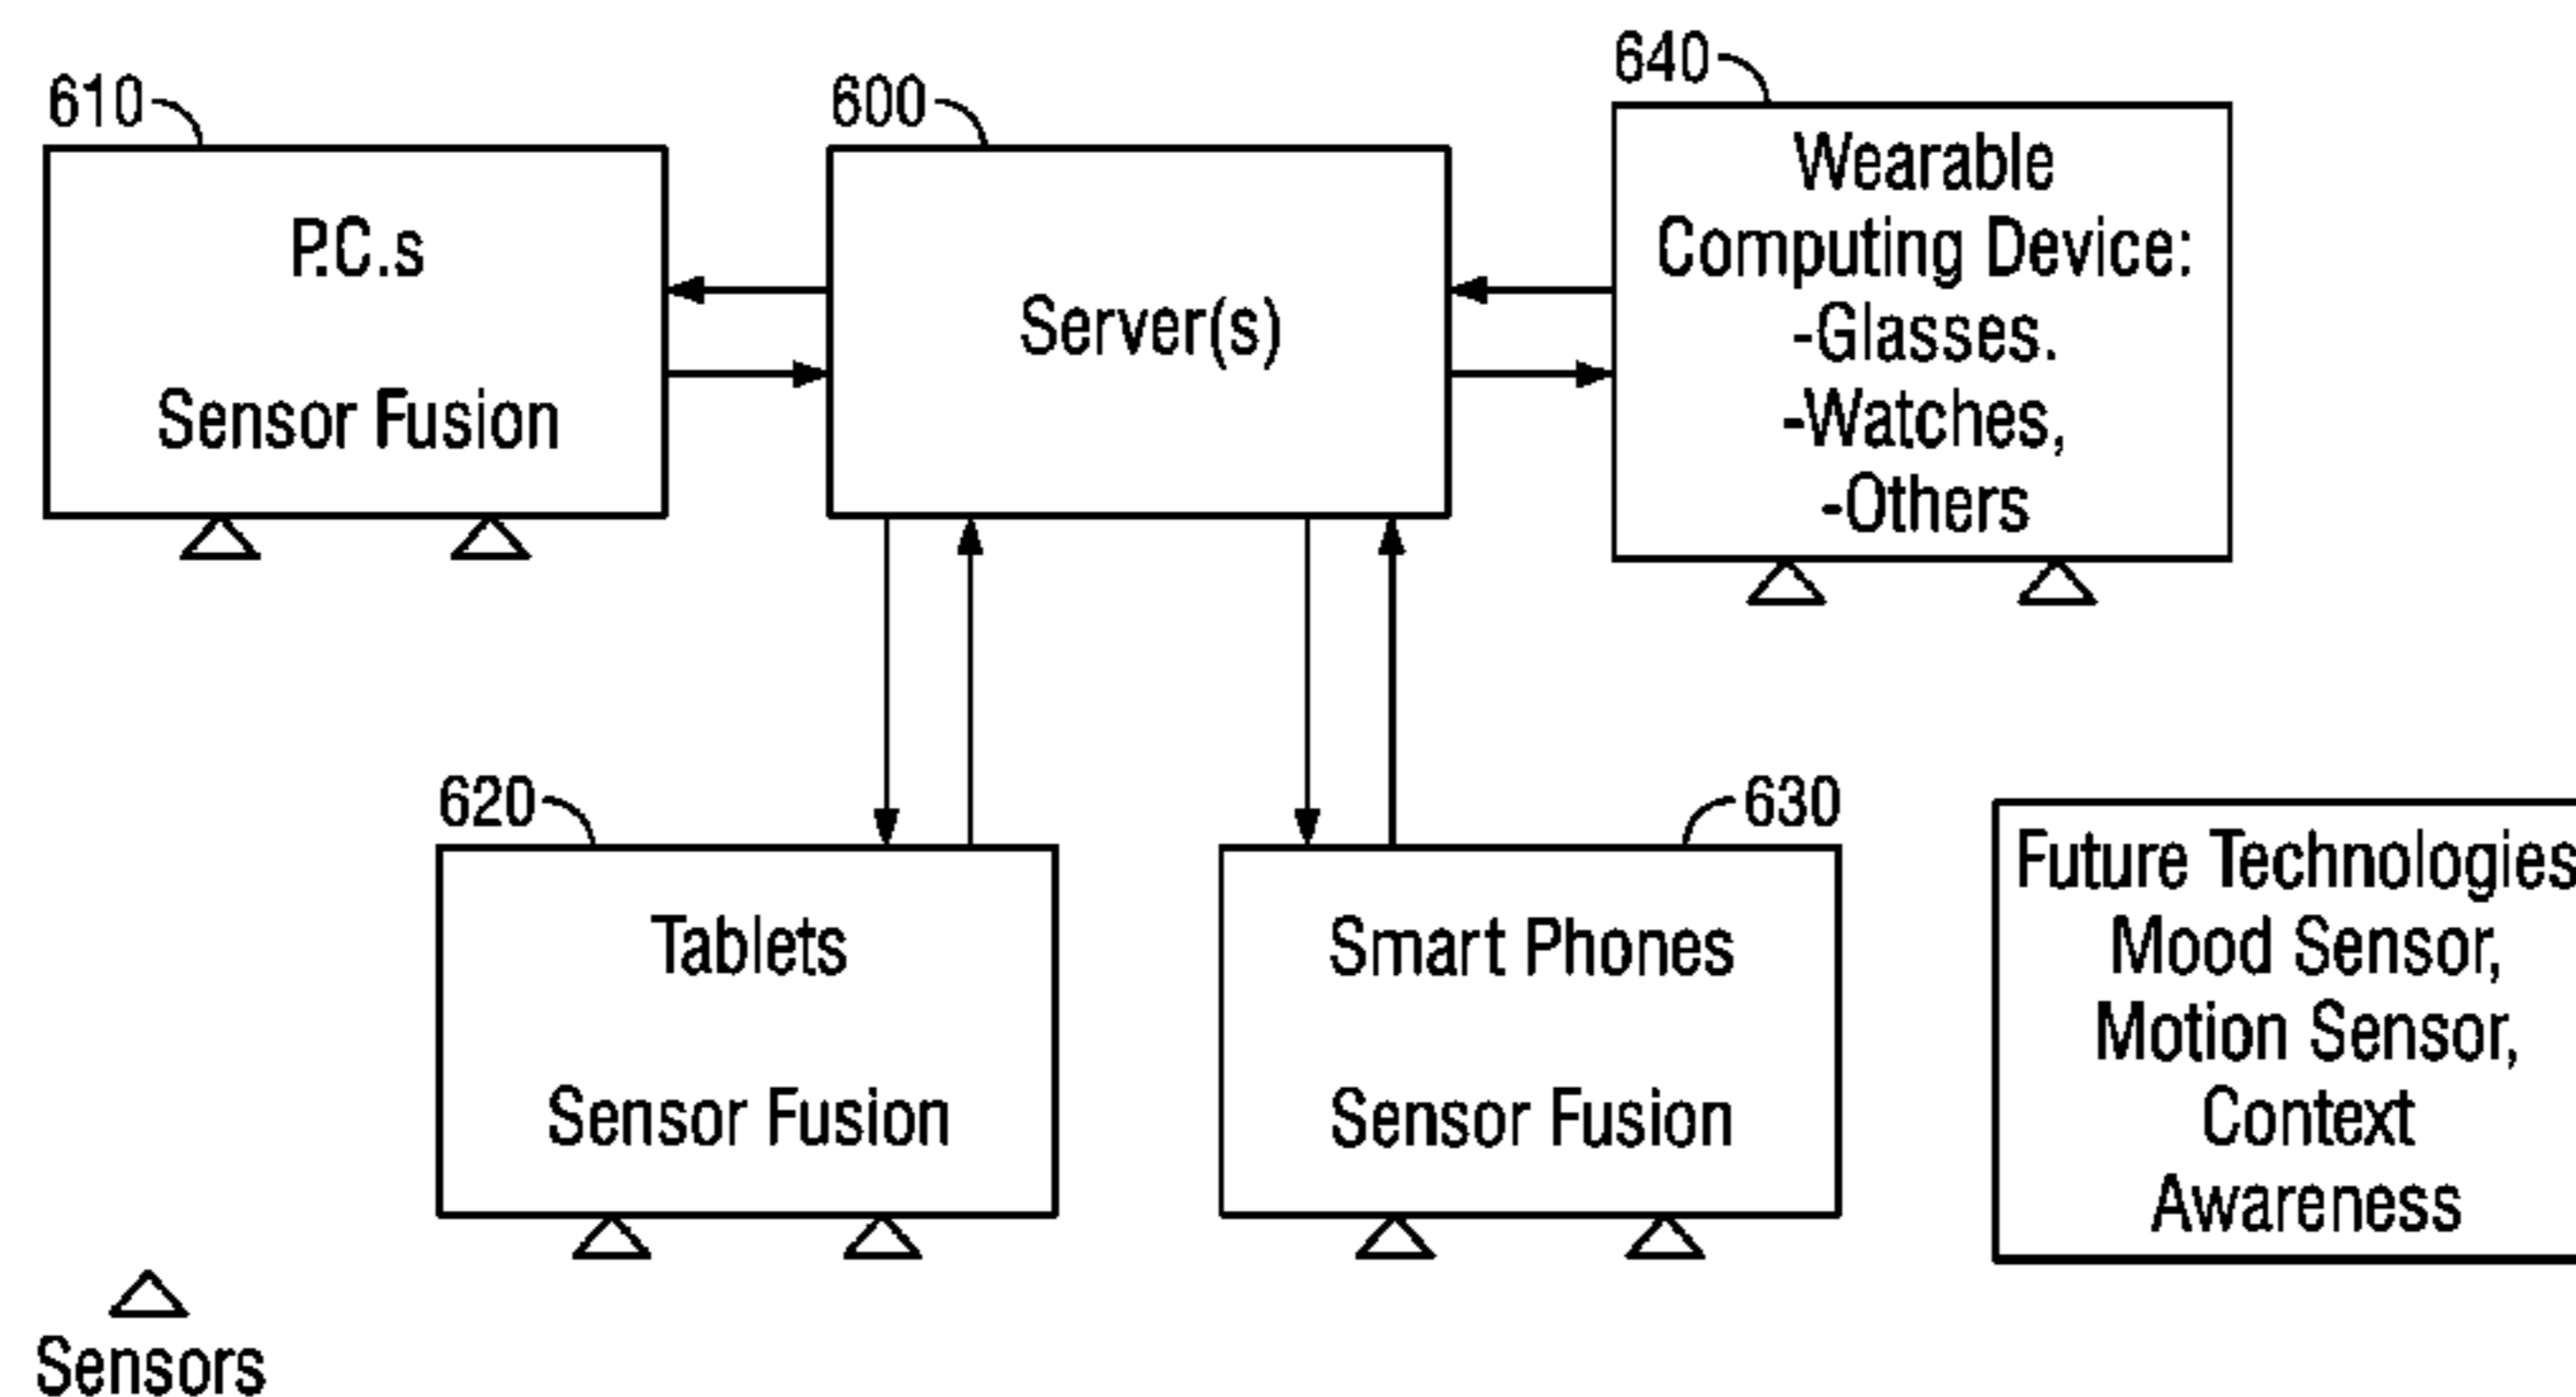 610
P.C.s
Sensor Fusion
600
Server(s)
640
Wearable
Computing Device:
-Glasses.
-Watches,
-Others
620
Tablets
Sensor Fusion
630
Smart Phones
Sensor Fusion
Future Technologies
Mood Sensor,
Motion Sensor,
Context
Awareness
Sensors